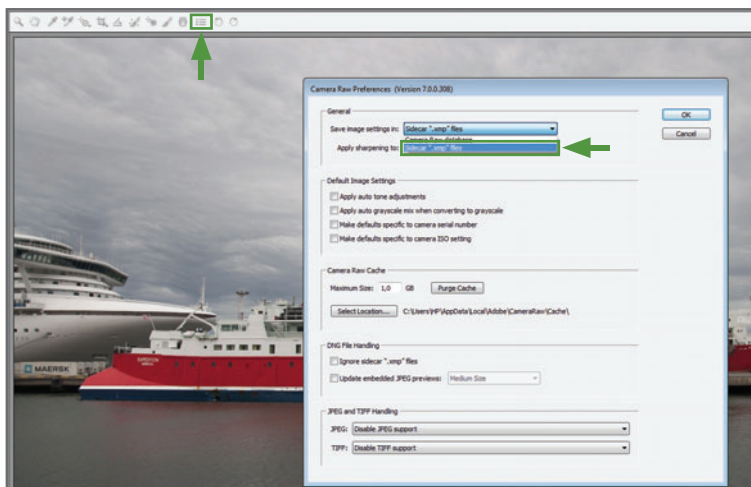 Camera Raw Preferences (Version 7.0.0.308)
General
Save image settings in: Sidecar ".xmp" files
Camera Raw database
Apply sharpening to: Sidecar ".xmp" files
OK
Cancel
Default Image Settings
Apply auto tone adjustments
Apply auto grayscale mix when converting to grayscale
Make defaults specific to camera serial number
Make defaults specific to camera ISO setting
Camera Raw Cache
Maximum Size: 1,0 GB Purge Cache
Select Location... C:\Users\HP\AppData\Local\Adobe\CameraRaw\Cache\
DNG File Handling
Ignore sidecar ".xmp" files
Update embedded JPEG previews: Medium Size
JPEG and TIFF Handling
JPEG: Disable JPEG support
TIFF: Disable TIFF support
MAERSK
EXPEDITION